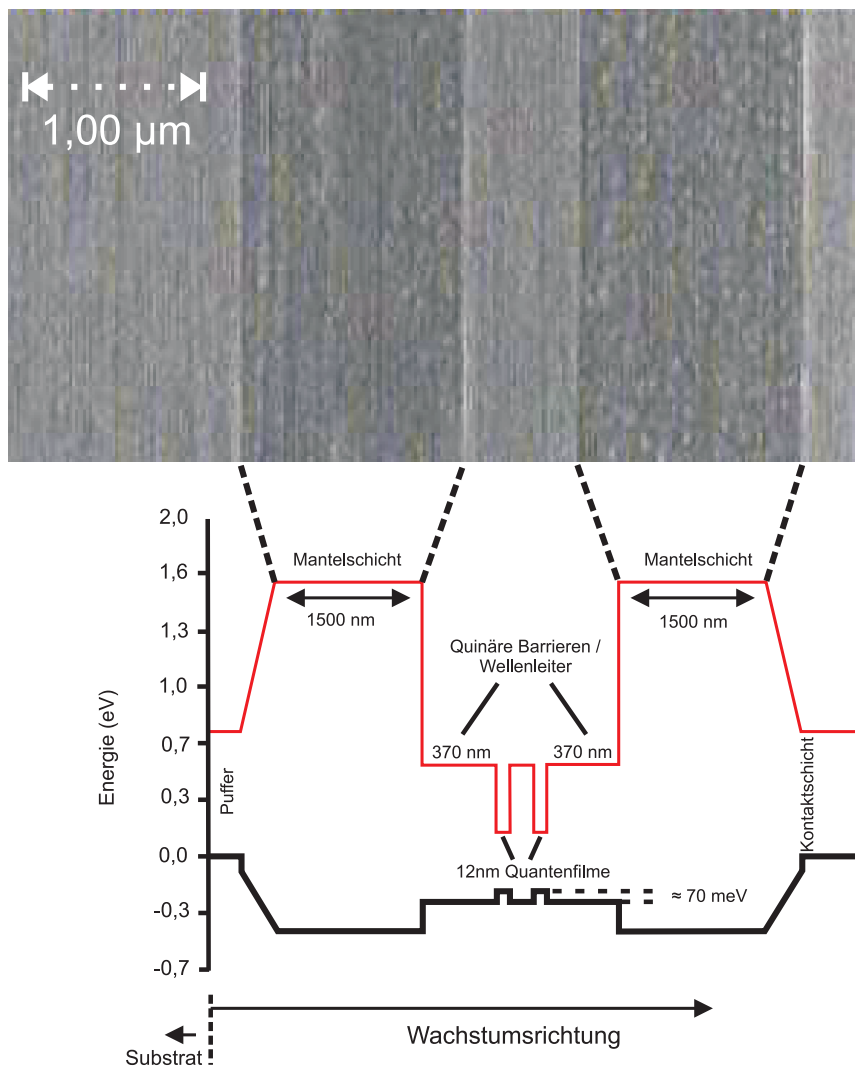 1,00 µm
2,0
1,6
1,3
1,0
0,7
0,3
0,0
-0,3
-0,7
Energie (eV)
Mantelschicht
1500 nm
Mantelschicht
1500 nm
Quinäre Barrieren /
Wellenleiter
370 nm
370 nm
Puffer
Kontaktschicht
12nm Quantenfilme
≈ 70 meV
Wachstumsrichtung
Substrat